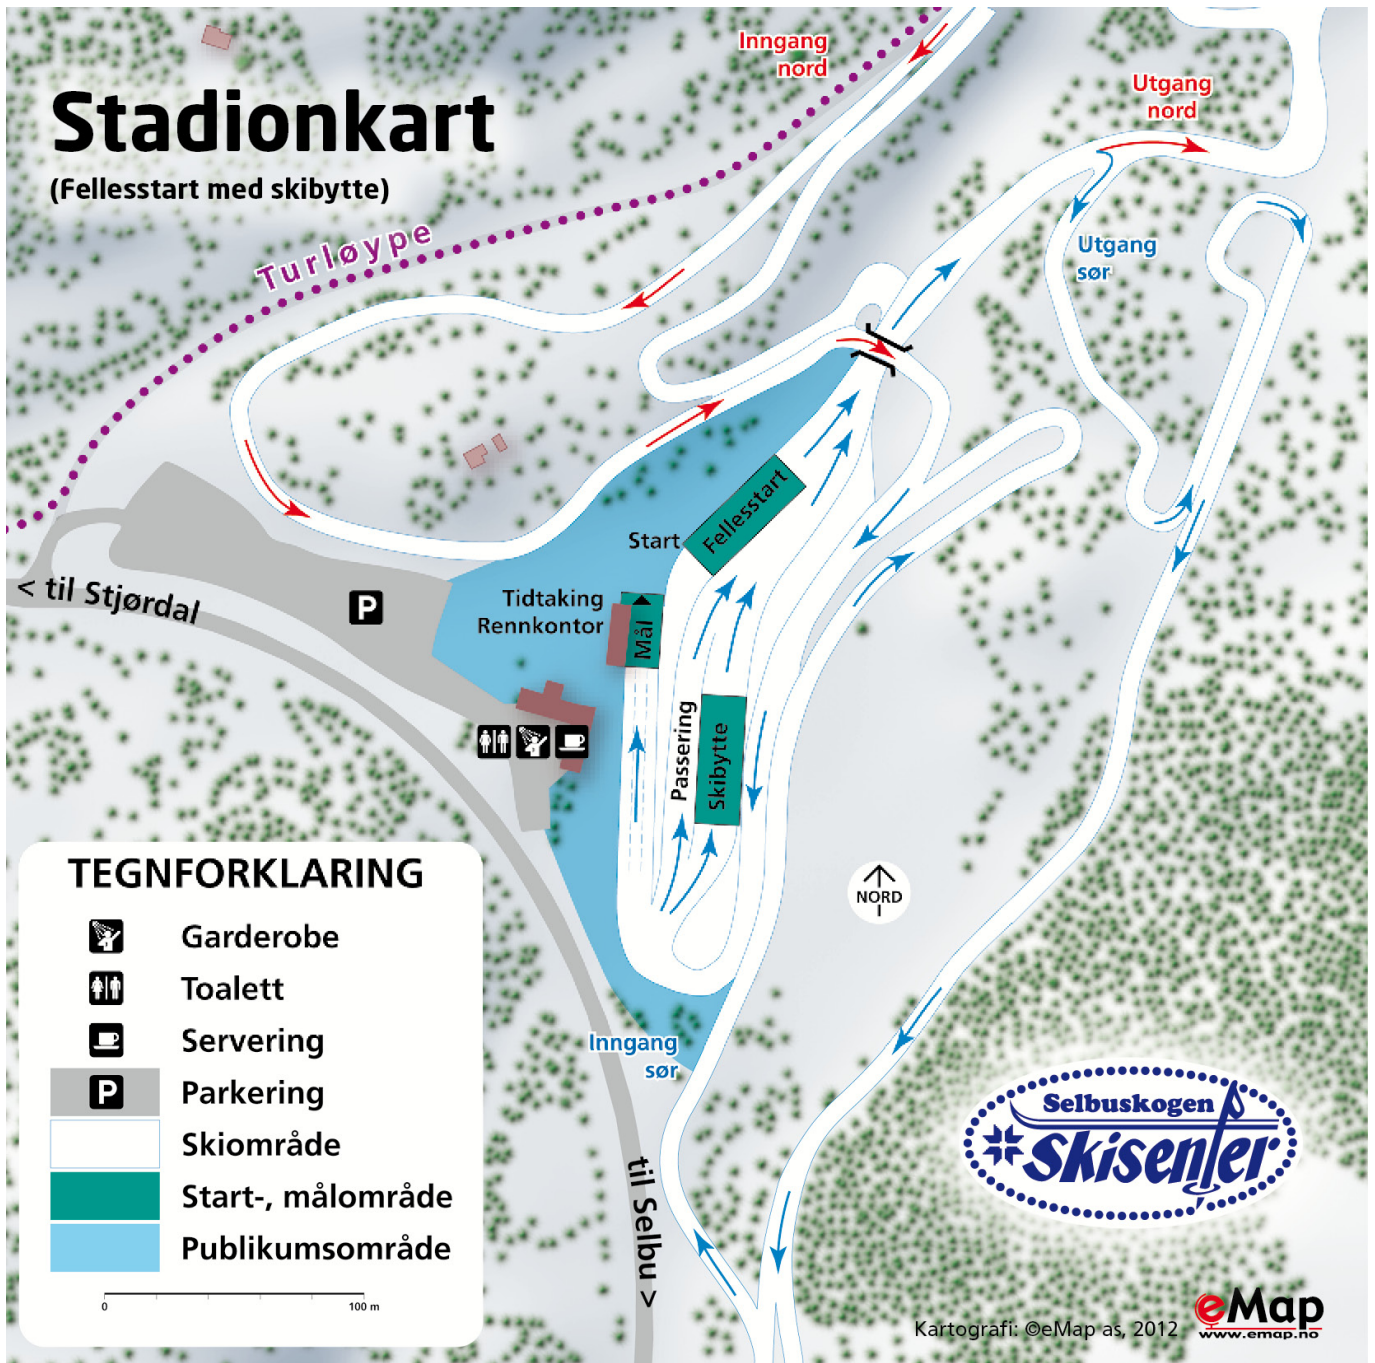 Stadionkart
(Fellesstart med skibytte)
Inngang
nord
Utgang
nord
Turløype
Utgang
sør
Fellesstart
Start
< til Stjørdal
P
Tidtaking
Rennkontor
Mål
Passering
Skibytte
NORD
Inngang
sør
til Selbu >
TEGNFORKLARING
Garderobe
Toalett
Servering
P
Parkering
Skiområde
Start-, målområde
Publikumsområde
0
100 m
Selbuskogen
Skisenter
Kartografi: ©eMap as, 2012
eMap
www.emap.no